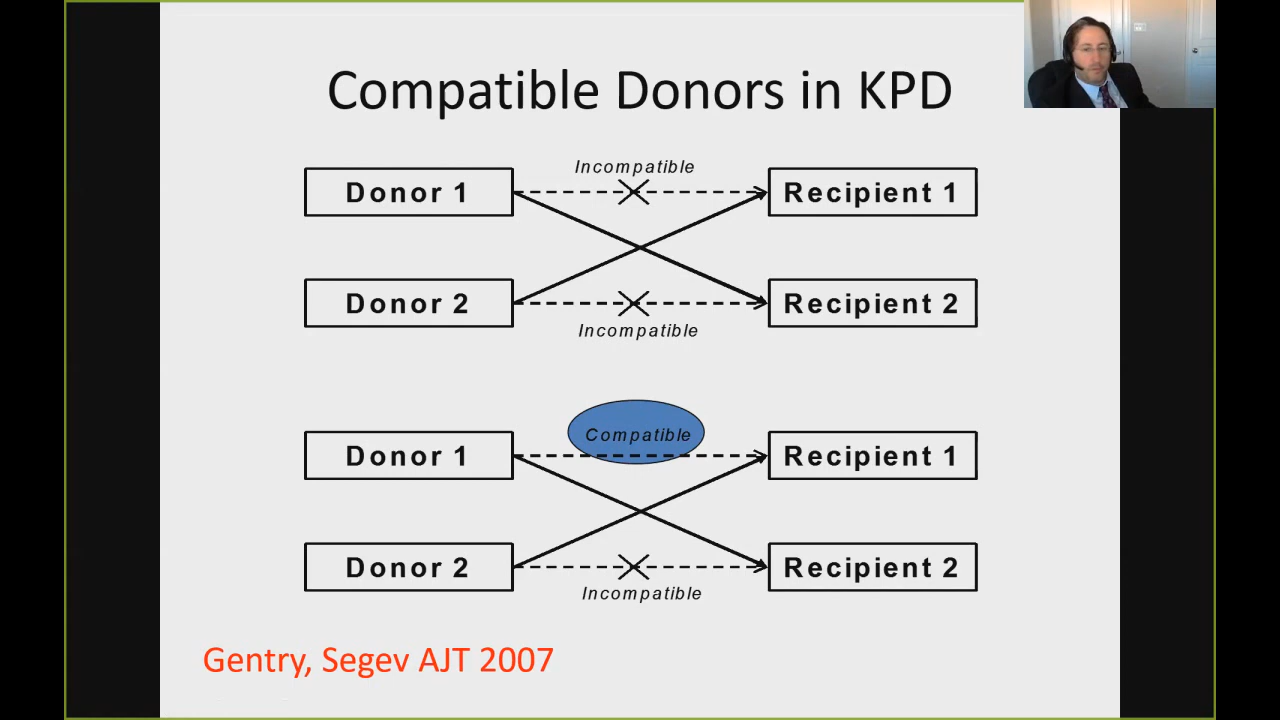 Compatible Donors in KPD
Incompatible
Donor 1
Recipient 1
Donor 2
Recipient 2
Incompatible
Compatible
Donor 1
Recipient 1
Donor 2
Recipient 2
Incompatible
Gentry, Segev AJT 2007